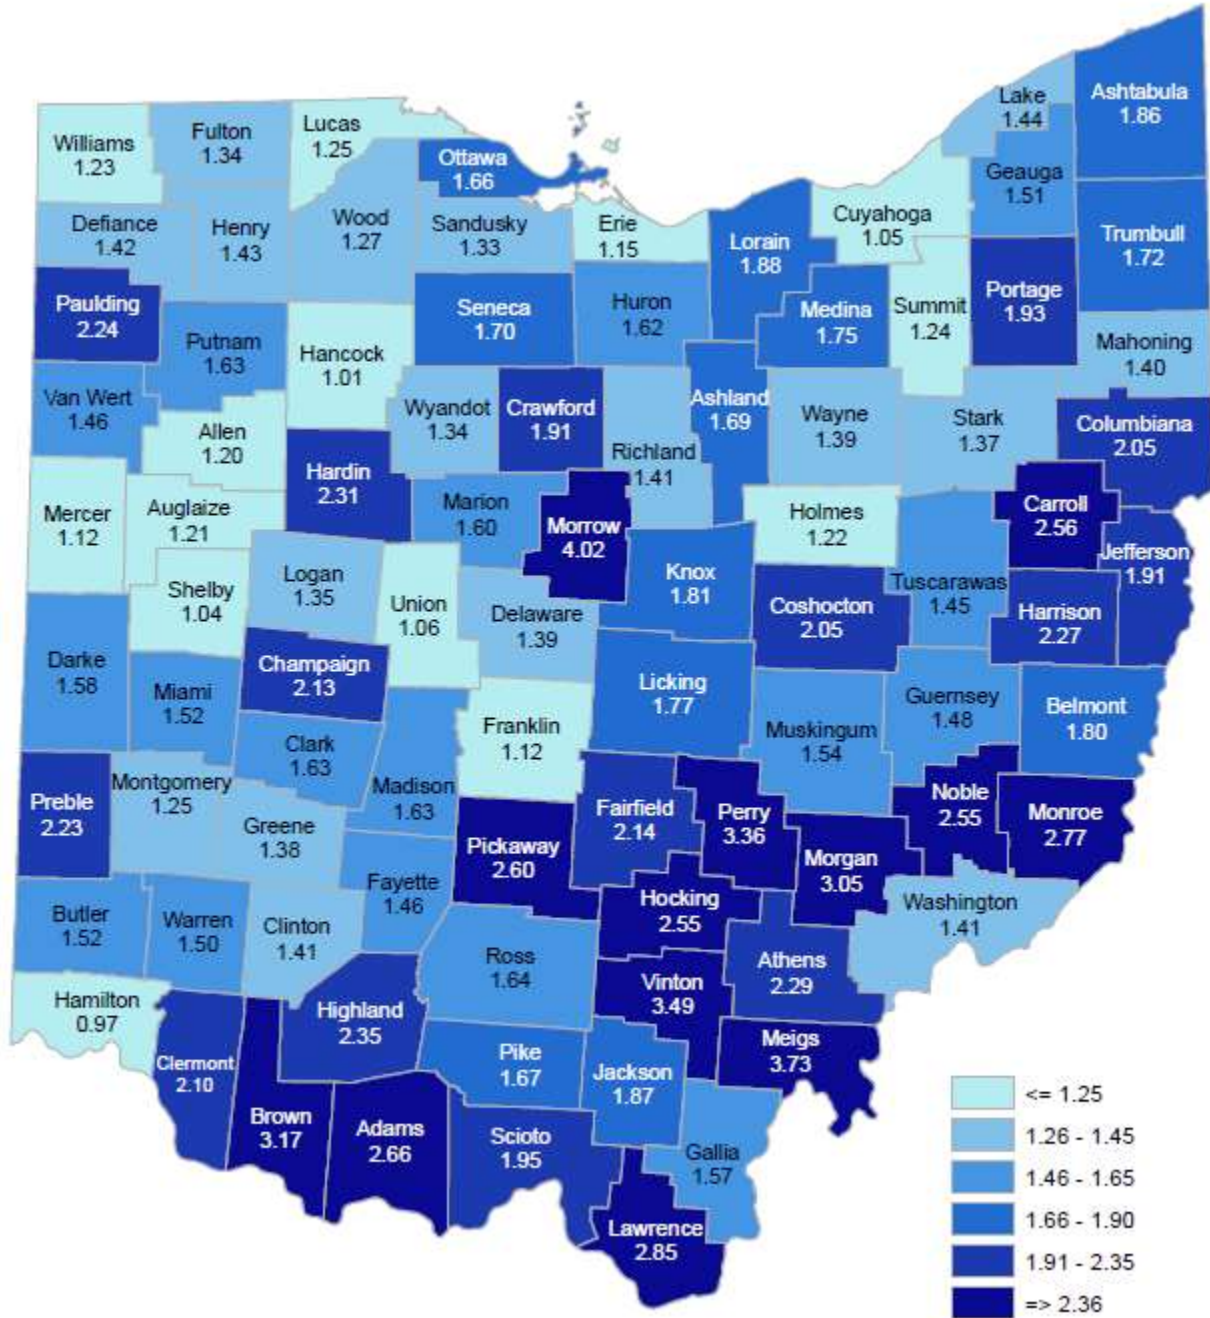 Ashtabula
1.86
Lake
1.44
Williams
1.23
Fulton
1.34
Lucas
1.25
Ottawa
1.66
Geauga
1.51
Defiance
1.42
Henry
1.43
Wood
1.27
Sandusky
1.33
Erie
1.15
Lorain
1.88
Cuyahoga
1.05
Trumbull
1.72
Paulding
2.24
Putnam
1.63
Hancock
1.01
Seneca
1.70
Huron
1.62
Medina
1.75
Summit
1.24
Portage
1.93
Mahoning
1.40
Van Wert
1.46
Allen
1.20
Wyandot
1.34
Crawford
1.91
Richland
1.41
Ashland
1.69
Wayne
1.39
Stark
1.37
Columbiana
2.05
Hardin
2.31
Mercer
1.12
Auglaize
1.21
Marion
1.60
Morrow
4.02
Holmes
1.22
Carroll
2.56
Jefferson
1.91
Shelby
1.04
Logan
1.35
Union
1.06
Delaware
1.39
Knox
1.81
Coshocton
2.05
Tuscarawas
1.45
Harrison
2.27
Darke
1.58
Miami
1.52
Champaign
2.13
Licking
1.77
Muskingum
1.54
Guernsey
1.48
Belmont
1.80
Clark
1.63
Franklin
1.12
Madison
1.63
Preble
2.23
Montgomery
1.25
Greene
1.38
Pickaway
2.60
Fairfield
2.14
Perry
3.36
Morgan
3.05
Noble
2.55
Monroe
2.77
Butler
1.52
Warren
1.50
Clinton
1.41
Fayette
1.46
Hocking
2.55
Washington
1.41
Ross
1.64
Vinton
3.49
Athens
2.29
Hamilton
0.97
Highland
2.35
Clermont
2.10
Pike
1.67
Jackson
1.87
Meigs
3.73
Brown
3.17
Adams
2.66
Scioto
1.95
Gallia
1.57
Lawrence
2.85
<= 1.25
1.26 - 1.45
1.46 - 1.65
1.66 - 1.90
1.91 - 2.35
=> 2.36